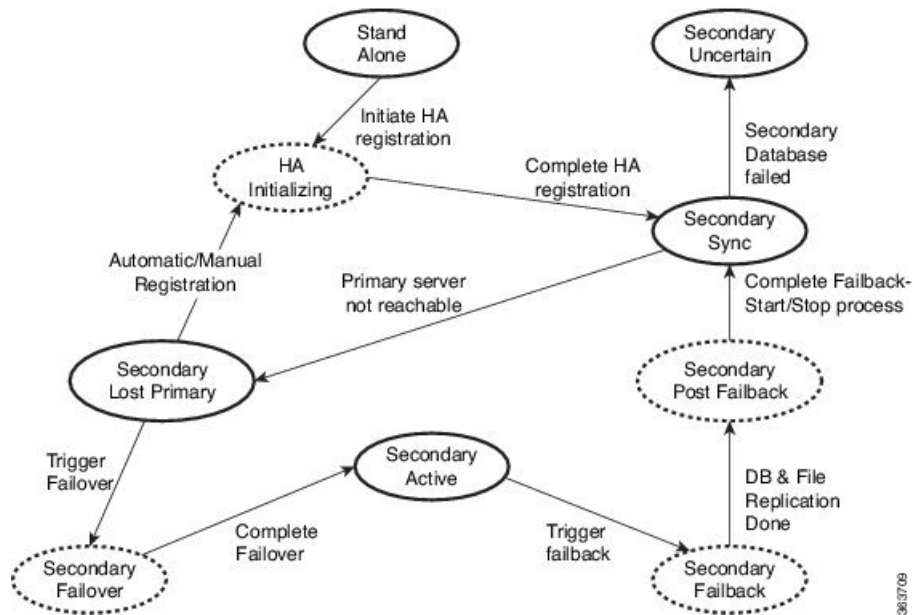 Stand
Alone
Secondary
Uncertain
Initiate HA
registration
Secondary
Database
failed
HA
Initializing
Complete HA
registration
Secondary
Sync
Automatic/Manual
Registration
Primary server
not reachable
Complete Failback-
Start/Stop process
Secondary
Lost Primary
Secondary
Post Failback
Trigger
Failover
Secondary
Active
DB & File
Replication
Done
Complete
Failover
Trigger
failback
Secondary
Failover
Secondary
Failback
363709